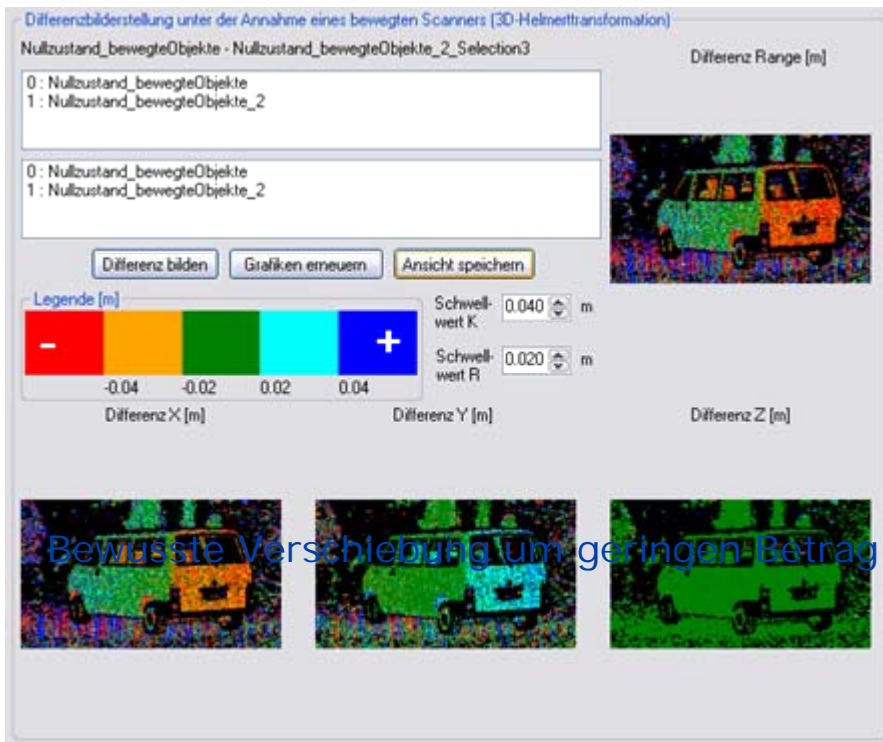 Differenzbilderstellung unter der Annahme eines bewegten Scanners (3D-Helmerttransformation)
Nullzustand_bewegteObjekte - Nullzustand_bewegteObjekte_2_Selection3
Differenz Range [m]
0 : Nullzustand_bewegteObjekte
1 : Nullzustand_bewegteObjekte_2
0 : Nullzustand_bewegteObjekte
1 : Nullzustand_bewegteObjekte_2
Differenz bilden
Grafiken erneuern
Ansicht speichern
Legende [m]
- +
-0.04 -0.02 0.02 0.04
Schwell-
wert K
0.040 m
Schwell-
wert R
0.020 m
Differenz X [m]
Differenz Y [m]
Differenz Z [m]
Bewusste Verschiebung um geringen Betrag